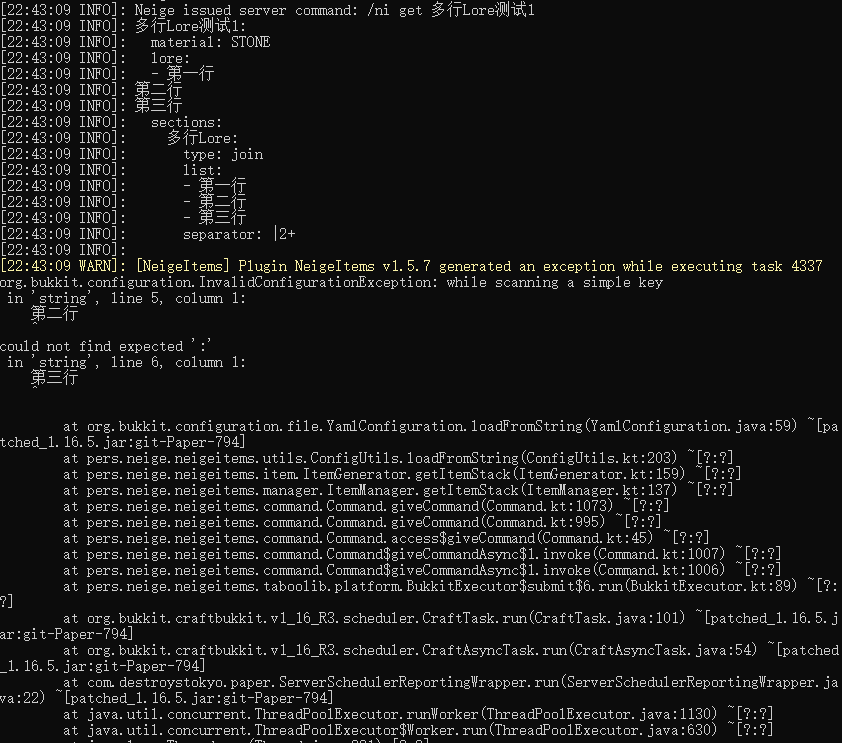 [22:43:09 INFO]: Neige issued server command: /ni get 多行Lore测试1
[22:43:09 INFO]: 多行Lore测试1:
[22:43:09 INFO]:   material: STONE
[22:43:09 INFO]:   lore:
[22:43:09 INFO]:   - 第一行
[22:43:09 INFO]: 第二行
[22:43:09 INFO]: 第三行
[22:43:09 INFO]:   sections:
[22:43:09 INFO]:     多行Lore:
[22:43:09 INFO]:       type: join
[22:43:09 INFO]:       list:
[22:43:09 INFO]:       - 第一行
[22:43:09 INFO]:       - 第二行
[22:43:09 INFO]:       - 第三行
[22:43:09 INFO]:       separator: |2+
[22:43:09 INFO]:
[22:43:09 WARN]: [NeigeItems] Plugin NeigeItems v1.5.7 generated an exception while executing task 4337
org.bukkit.configuration.InvalidConfigurationException: while scanning a simple key
 in 'string', line 5, column 1:
    第二行
    ^
could not find expected ':'
 in 'string', line 6, column 1:
    第三行
    ^
        at org.bukkit.configuration.file.YamlConfiguration.loadFromString(YamlConfiguration.java:59) ~[pa
tched_1.16.5.jar:git-Paper-794]
        at pers.neige.neigeitems.utils.ConfigUtils.loadFromString(ConfigUtils.kt:203) ~[?:?]
        at pers.neige.neigeitems.item.ItemGenerator.getItemStack(ItemGenerator.kt:159) ~[?:?]
        at pers.neige.neigeitems.manager.ItemManager.getItemStack(ItemManager.kt:137) ~[?:?]
        at pers.neige.neigeitems.command.Command.giveCommand(Command.kt:1073) ~[?:?]
        at pers.neige.neigeitems.command.Command.giveCommand(Command.kt:995) ~[?:?]
        at pers.neige.neigeitems.command.Command.access$giveCommand(Command.kt:45) ~[?:?]
        at pers.neige.neigeitems.command.Command$giveCommandAsync$1.invoke(Command.kt:1007) ~[?:?]
        at pers.neige.neigeitems.command.Command$giveCommandAsync$1.invoke(Command.kt:1006) ~[?:?]
        at pers.neige.neigeitems.taboolib.platform.BukkitExecutor$submit$6.run(BukkitExecutor.kt:89) ~[?:
?]
        at org.bukkit.craftbukkit.v1_16_R3.scheduler.CraftTask.run(CraftTask.java:101) ~[patched_1.16.5.j
ar:git-Paper-794]
        at org.bukkit.craftbukkit.v1_16_R3.scheduler.CraftAsyncTask.run(CraftAsyncTask.java:54) ~[patched
_1.16.5.jar:git-Paper-794]
        at com.destroystokyo.paper.ServerSchedulerReportingWrapper.run(ServerSchedulerReportingWrapper.ja
va:22) ~[patched_1.16.5.jar:git-Paper-794]
        at java.util.concurrent.ThreadPoolExecutor.runWorker(ThreadPoolExecutor.java:1130) ~[?:?]
        at java.util.concurrent.ThreadPoolExecutor$Worker.run(ThreadPoolExecutor.java:630) ~[?:?]